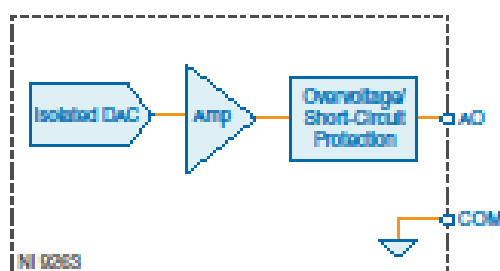 Isolated DAC
Amp
Overvoltage/
Short-Circuit
Protection
AO
COM
NI 9263